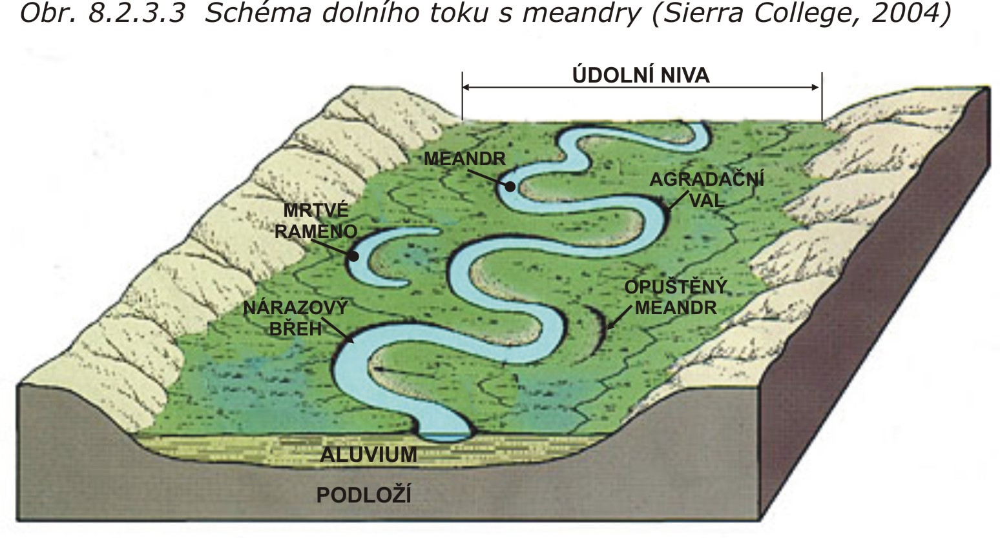 Obr. 8.2.3.3  Schéma dolního toku s meandry (Sierra College, 2004)
ÚDOLNÍ NIVA
MEANDR
AGRADAČNÍ
VAL
MRTVÉ
RAMENO
OPUŠTĚNÝ
MEANDR
NÁRAZOVÝ
BŘEH
ALUVIUM
PODLOŽÍ